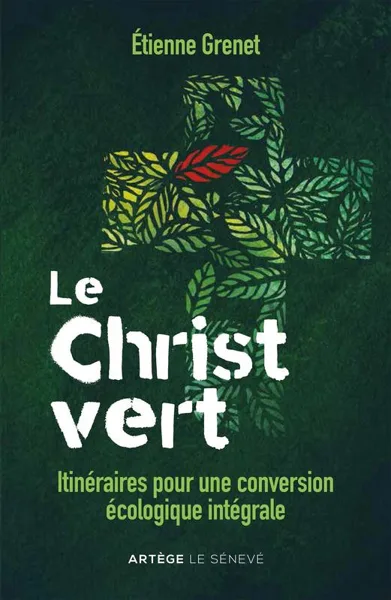 Étienne Grenet
Le
Christ
vert
Itinéraires pour une conversion
écologique intégrale
ARTÈGE LE SÉNEVÉ